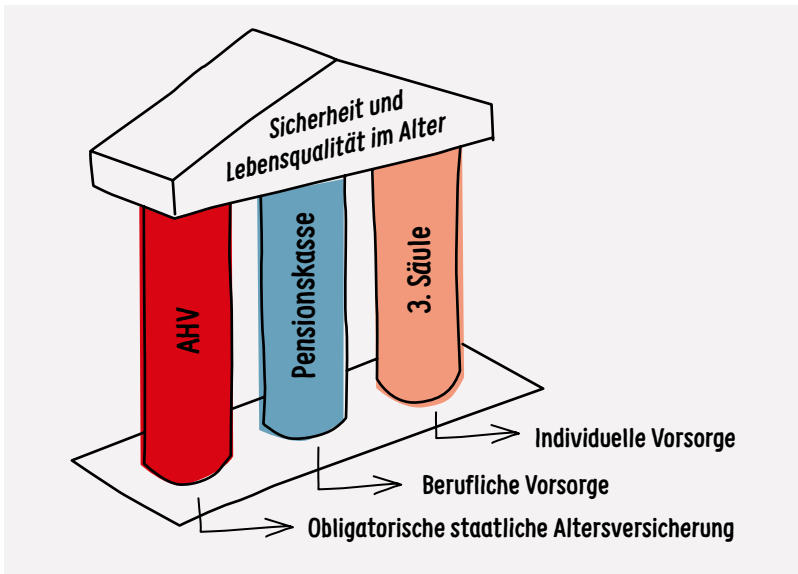 Sicherheit und
Lebensqualität im Alter
AHV
Pensionskasse
3. Säule
Individuelle Vorsorge
Berufliche Vorsorge
Obligatorische staatliche Altersversicherung